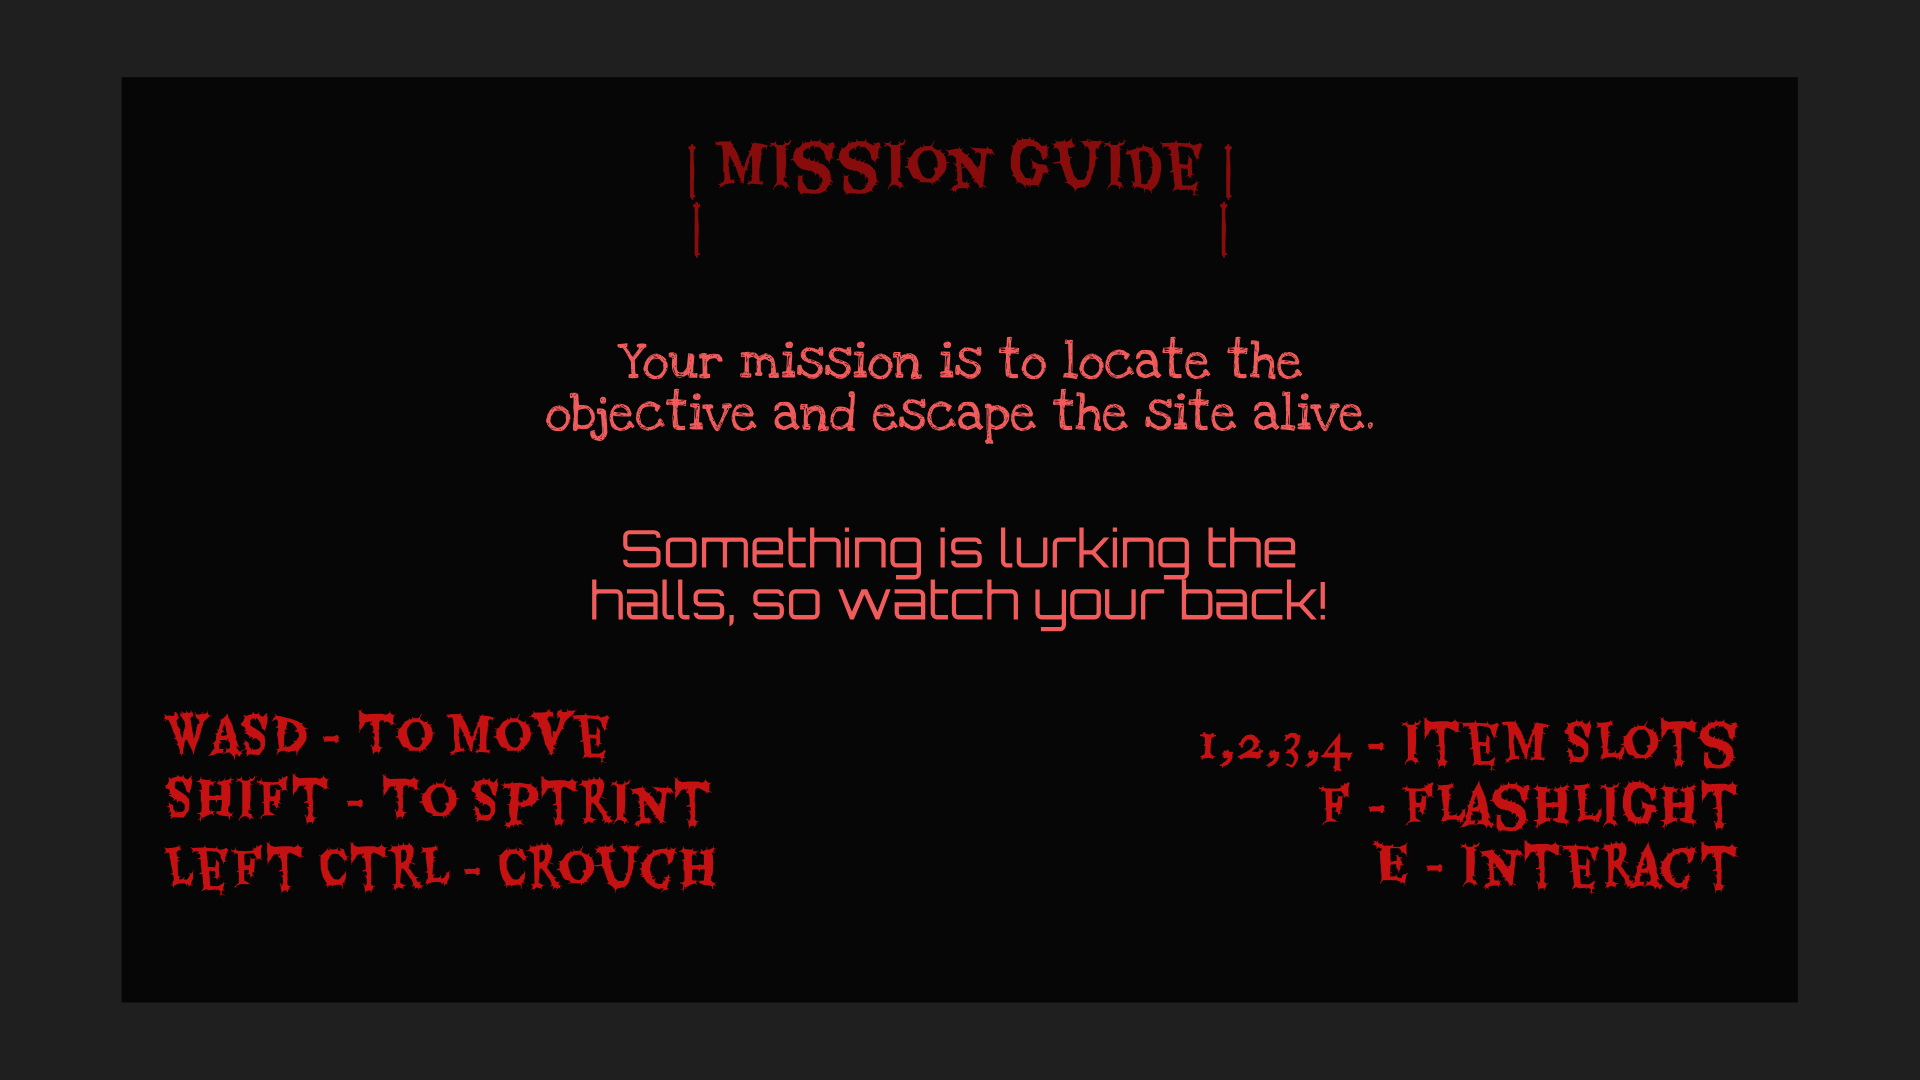 | MISSION GUIDE |
| |
Your mission is to locate the
objective and escape the site alive.
Something is lurking the
halls, so watch your back!
WASD - TO MOVE
SHIFT - TO SPTRINT
LEFT CTRL - CROUCH
1,2,3,4 - ITEM SLOTS
F - FLASHLIGHT
E - INTERACT